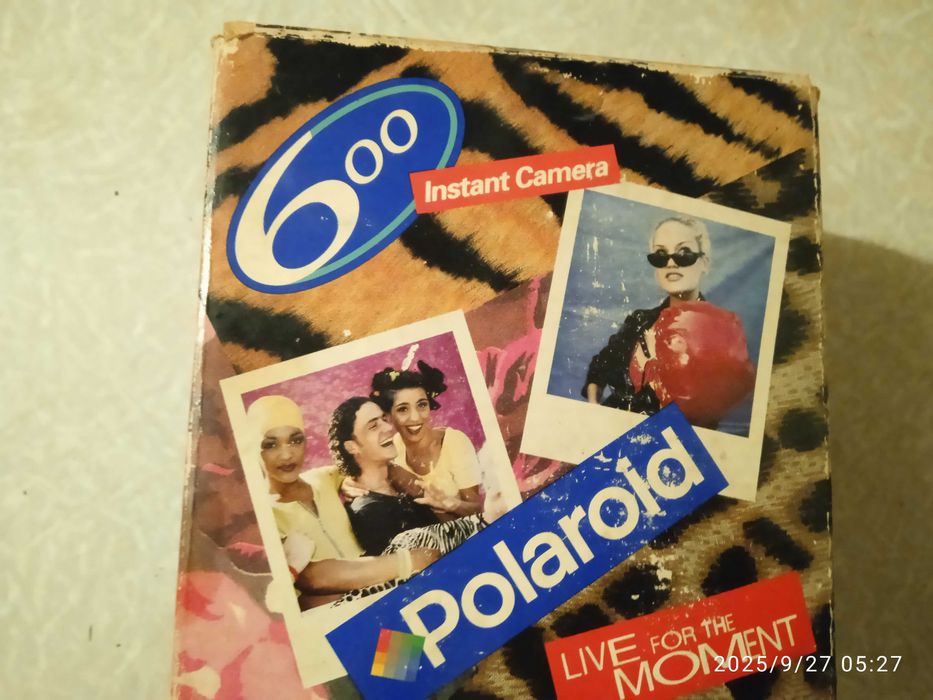 600
Instant Camera
Polaroid
LIVE FOR THE
MOMENT
2025/9/27 05:27